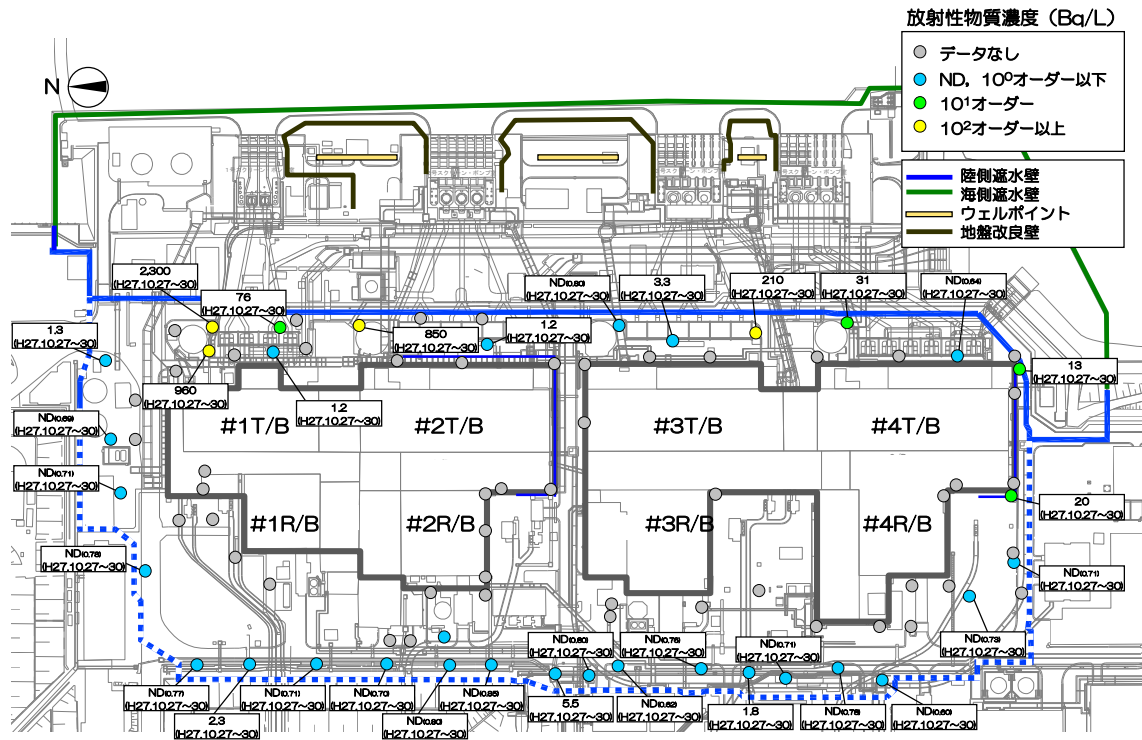 放射性物質濃度（Bq/L）
データなし
ND，10⁰オーダー以下
10¹オーダー
10²オーダー以上
陸側遮水壁
海側遮水壁
ウェルポイント
地盤改良壁
N
2,300
(H27.10.27～30)
76
(H27.10.27～30)
ND(0.80)
(H27.10.27～30)
3.3
(H27.10.27～30)
210
(H27.10.27～30)
31
(H27.10.27～30)
ND(0.64)
(H27.10.27～30)
1.3
(H27.10.27～30)
850
(H27.10.27～30)
1.2
(H27.10.27～30)
960
(H27.10.27～30)
1.2
(H27.10.27～30)
13
(H27.10.27～30)
ND(0.69)
(H27.10.27～30)
#1T/B
#2T/B
#3T/B
#4T/B
ND(0.71)
(H27.10.27～30)
20
(H27.10.27～30)
#1R/B
#2R/B
#3R/B
#4R/B
ND(0.78)
(H27.10.27～30)
ND(0.71)
(H27.10.27～30)
ND(0.60)
(H27.10.27～30)
ND(0.76)
(H27.10.27～30)
ND(0.71)
(H27.10.27～30)
ND(0.73)
(H27.10.27～30)
ND(0.77)
(H27.10.27～30)
2.3
(H27.10.27～30)
ND(0.71)
(H27.10.27～30)
ND(0.70)
(H27.10.27～30)
ND(0.80)
(H27.10.27～30)
ND(0.85)
(H27.10.27～30)
5.5
(H27.10.27～30)
ND(0.62)
(H27.10.27～30)
1.8
(H27.10.27～30)
ND(0.78)
(H27.10.27～30)
ND(0.60)
(H27.10.27～30)